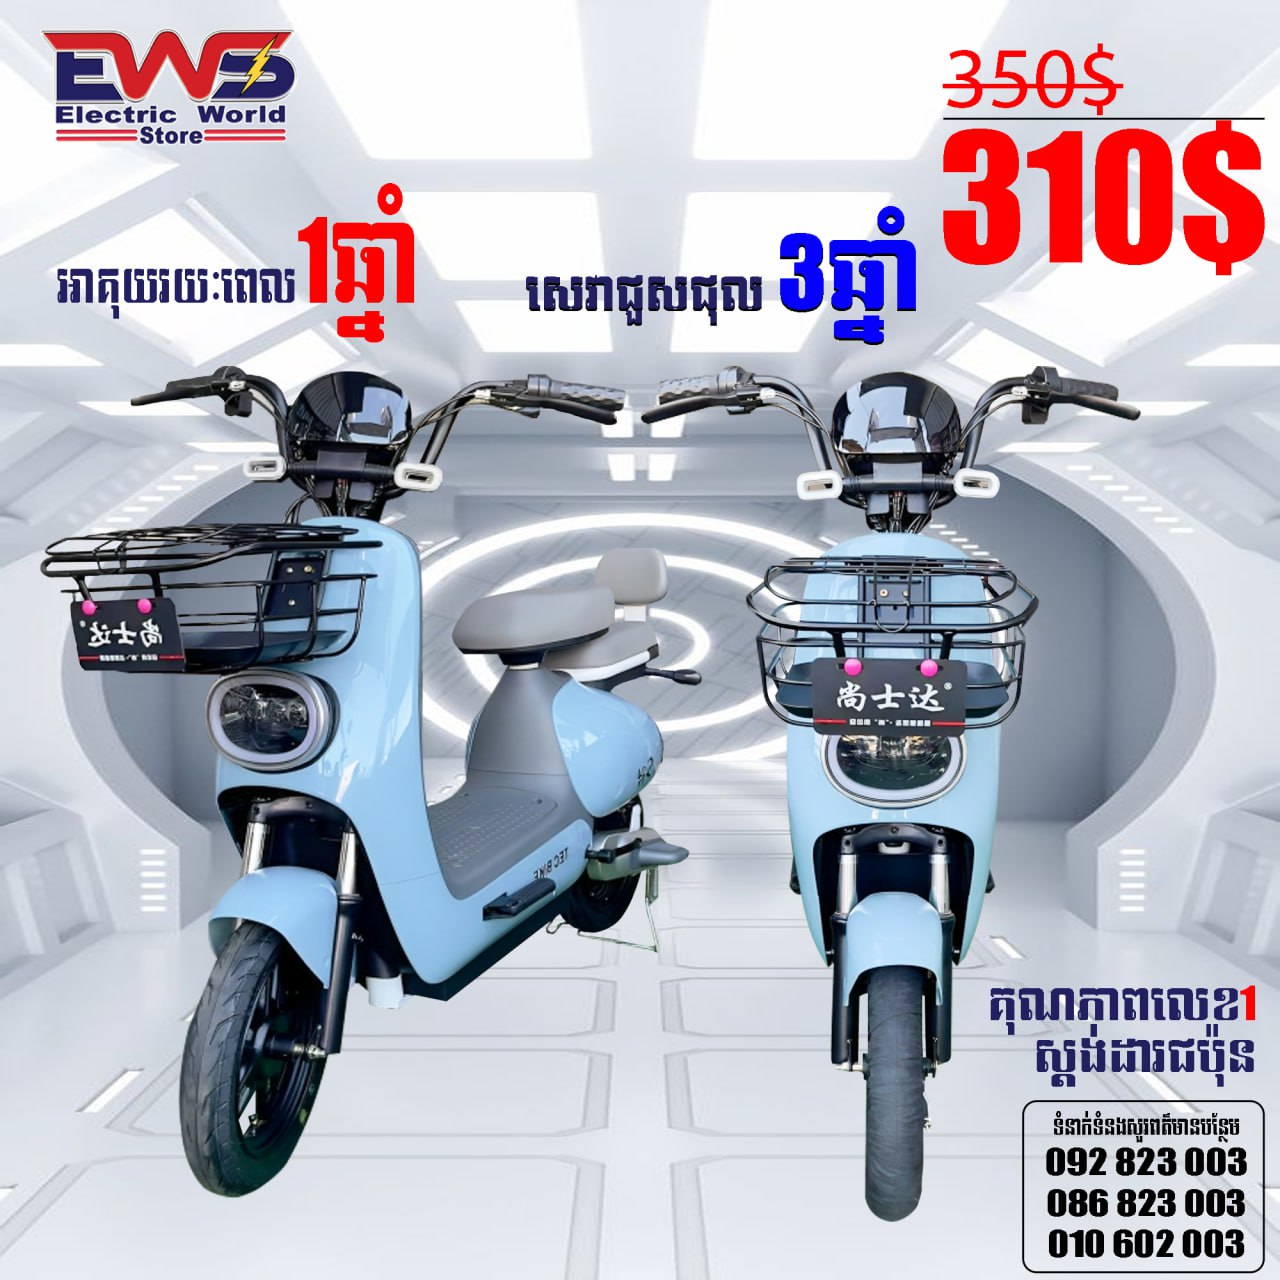 EWS
Electric World
Store
350$
310$
អាគុយរយៈពេល 1ឆ្នាំ
សេវាជួសជុល 3ឆ្នាំ
尚士达®
尚士达®
TEC BIKE
គុណភាពលេខ1
ស្តង់ដារជប៉ុន
ទំនាក់ទំនងសួរពត៌មានបន្ថែម
092 823 003
086 823 003
010 602 003